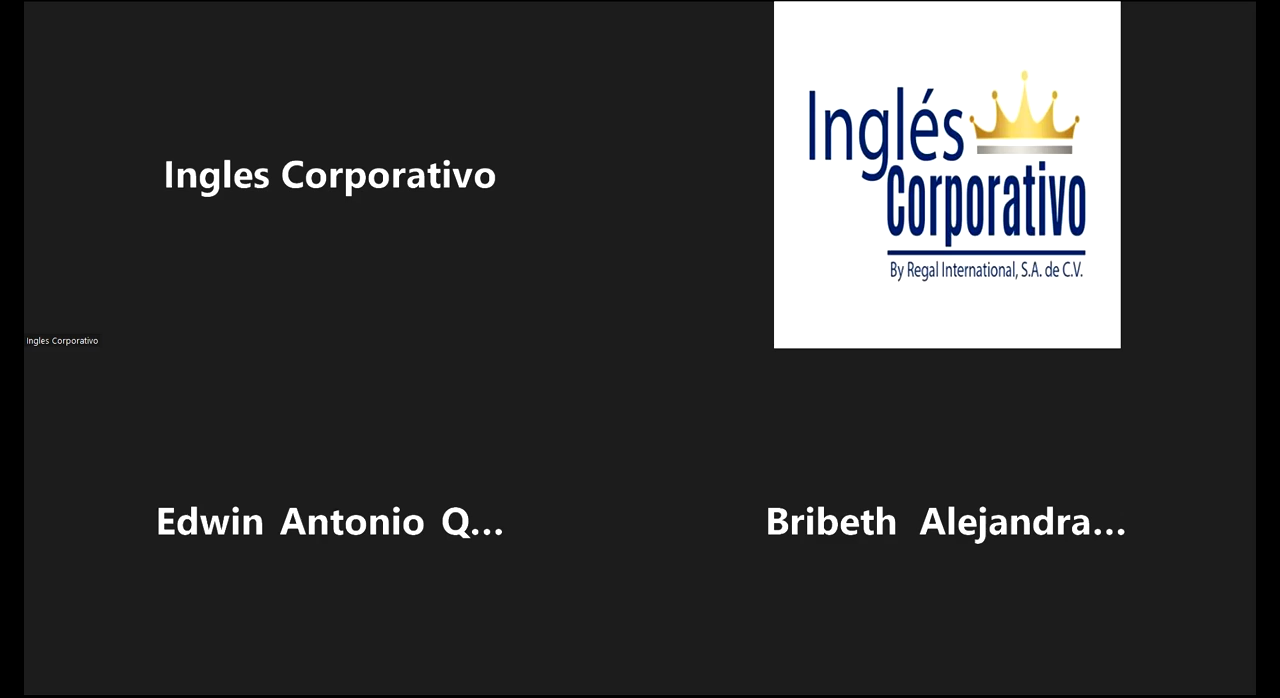 Ingles Corporativo
Inglés
Corporativo
By Regal International, S.A. de C.V.
Ingles Corporativo
Edwin Antonio Q...
Bribeth Alejandra...